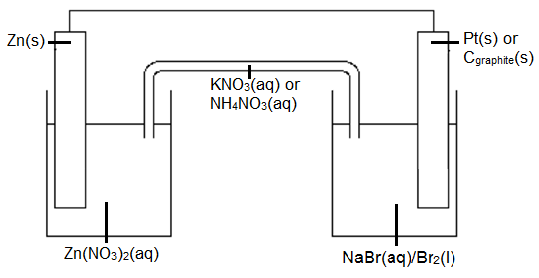 Zn(s)
Pt(s) or
Cgraphite(s)
KNO3(aq) or
NH4NO3(aq)
Zn(NO3)2(aq)
NaBr(aq)/Br2(l)